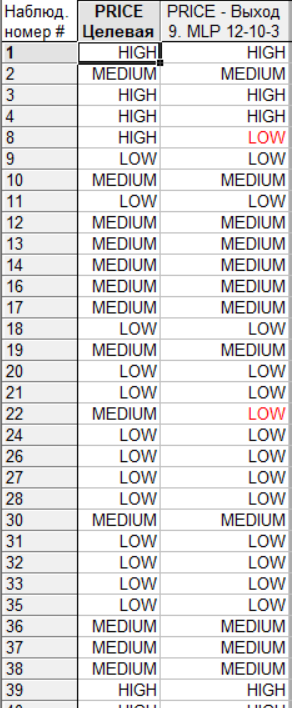 Наблюд. PRICE PRICE - Выход
номер # Целевая 9. MLP 12-10-3
1 HIGH HIGH
2 MEDIUM MEDIUM
3 HIGH HIGH
4 HIGH HIGH
8 HIGH LOW
9 LOW LOW
10 MEDIUM MEDIUM
11 LOW LOW
12 MEDIUM MEDIUM
13 MEDIUM MEDIUM
14 MEDIUM MEDIUM
16 MEDIUM MEDIUM
17 MEDIUM MEDIUM
18 LOW LOW
19 MEDIUM MEDIUM
20 LOW LOW
21 LOW LOW
22 MEDIUM LOW
24 LOW LOW
26 LOW LOW
27 LOW LOW
28 LOW LOW
30 MEDIUM MEDIUM
31 LOW LOW
32 LOW LOW
33 LOW LOW
35 LOW LOW
36 MEDIUM MEDIUM
37 MEDIUM MEDIUM
38 MEDIUM MEDIUM
39 HIGH HIGH